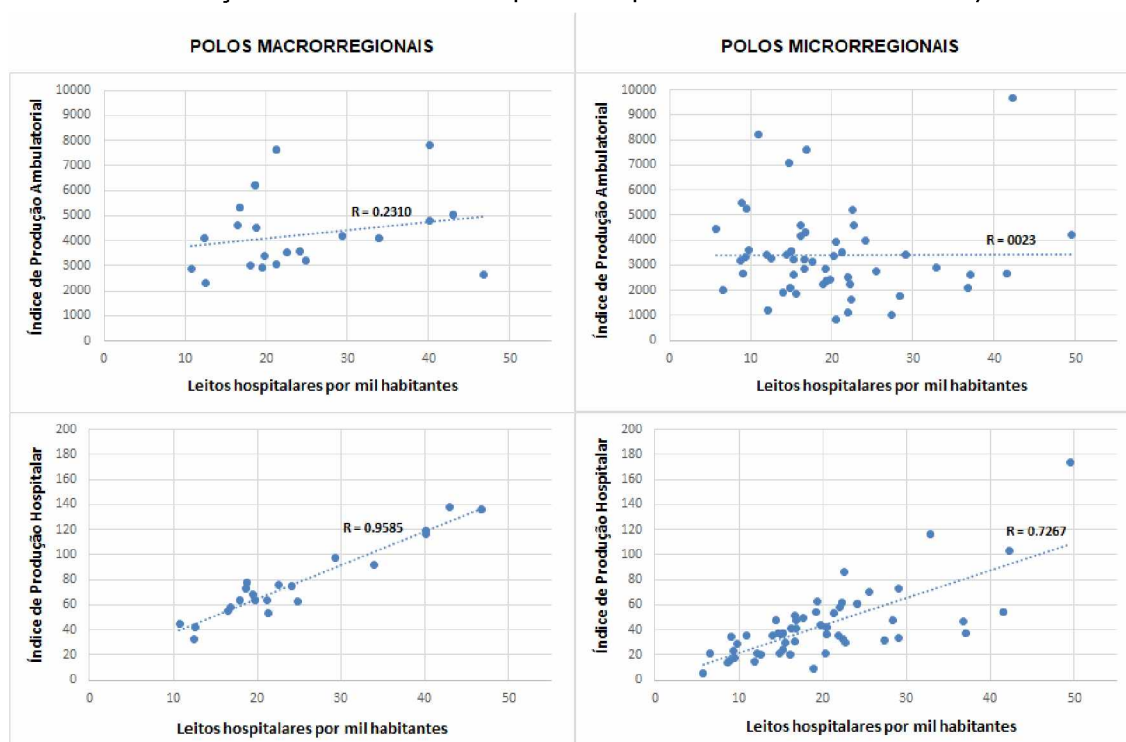 POLOS MACRORREGIONAIS
POLOS MICRORREGIONAIS
Índice de Produção Ambulatorial
10000
9000
8000
7000
6000
5000
4000
3000
2000
1000
0
R = 0.2310
0 10 20 30 40 50
Leitos hospitalares por mil habitantes
Índice de Produção Ambulatorial
10000
9000
8000
7000
6000
5000
4000
3000
2000
1000
0
R = 0023
0 10 20 30 40 50
Leitos hospitalares por mil habitantes
Índice de Produção Hospitalar
200
180
160
140
120
100
80
60
40
20
0
R = 0.9585
0 10 20 30 40 50
Leitos hospitalares por mil habitantes
Índice de Produção Hospitalar
200
180
160
140
120
100
80
60
40
20
0
R = 0.7267
0 10 20 30 40 50
Leitos hospitalares por mil habitantes